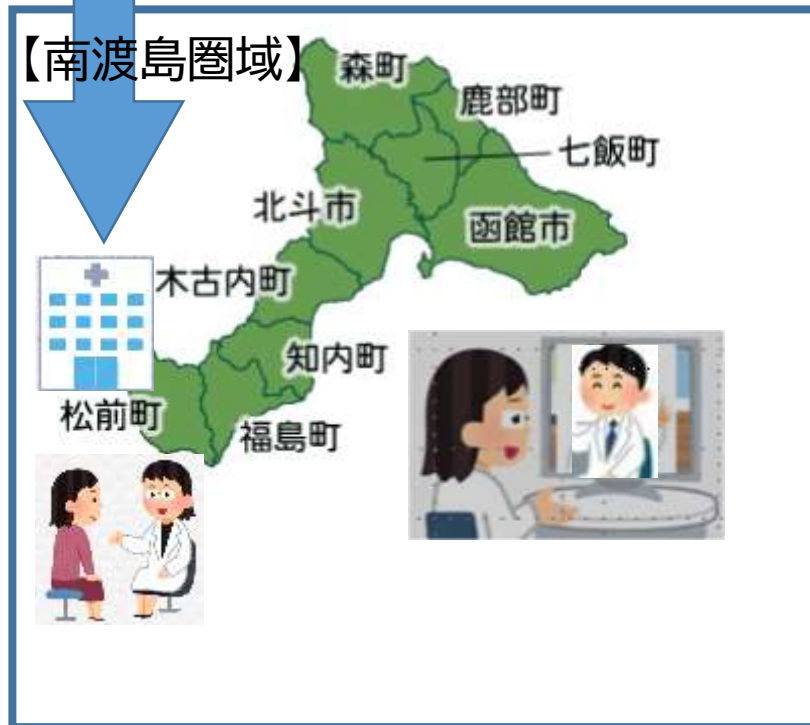 【南渡島圏域】
森町
鹿部町
七飯町
北斗市
函館市
木古内町
知内町
松前町
福島町